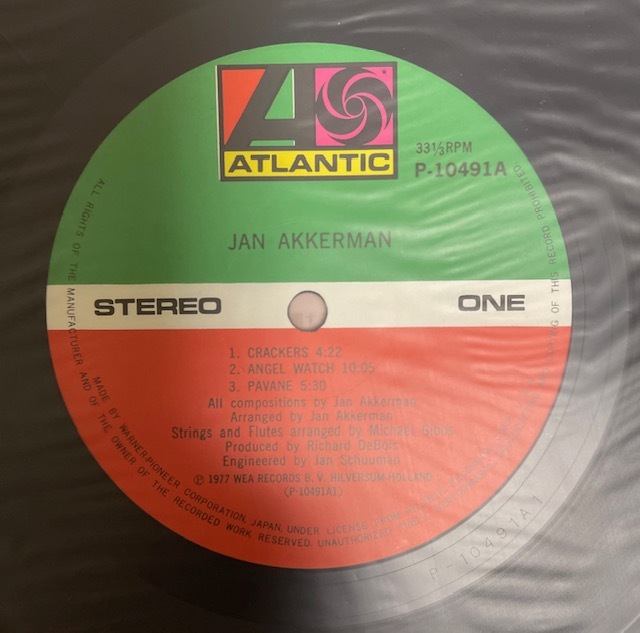 ATLANTIC
33⅓RPM
P-10491A
JAN AKKERMAN
STEREO
ONE
1. CRACKERS 4:22
2. ANGEL WATCH 10:05
3. PAVANE 5:30
All compositions by Jan Akkerman
Arranged by Jan Akkerman
Strings and Flutes arranged by Michael Gibbs
Produced by Richard DeBois
Engineered by Jan Schuuman
Ⓟ 1977 WEA RECORDS B. V. HILVERSUM-HOLLAND
(P-10491A1)
MADE BY WARNER-PIONEER CORPORATION, JAPAN, UNDER LICENSE FROM
ALL RIGHTS OF THE MANUFACTURER AND OF THE OWNER OF THE RECORDED WORK RESERVED. UNAUTHORIZED OF THIS RECORD PROHIBITED.
P-10491A1